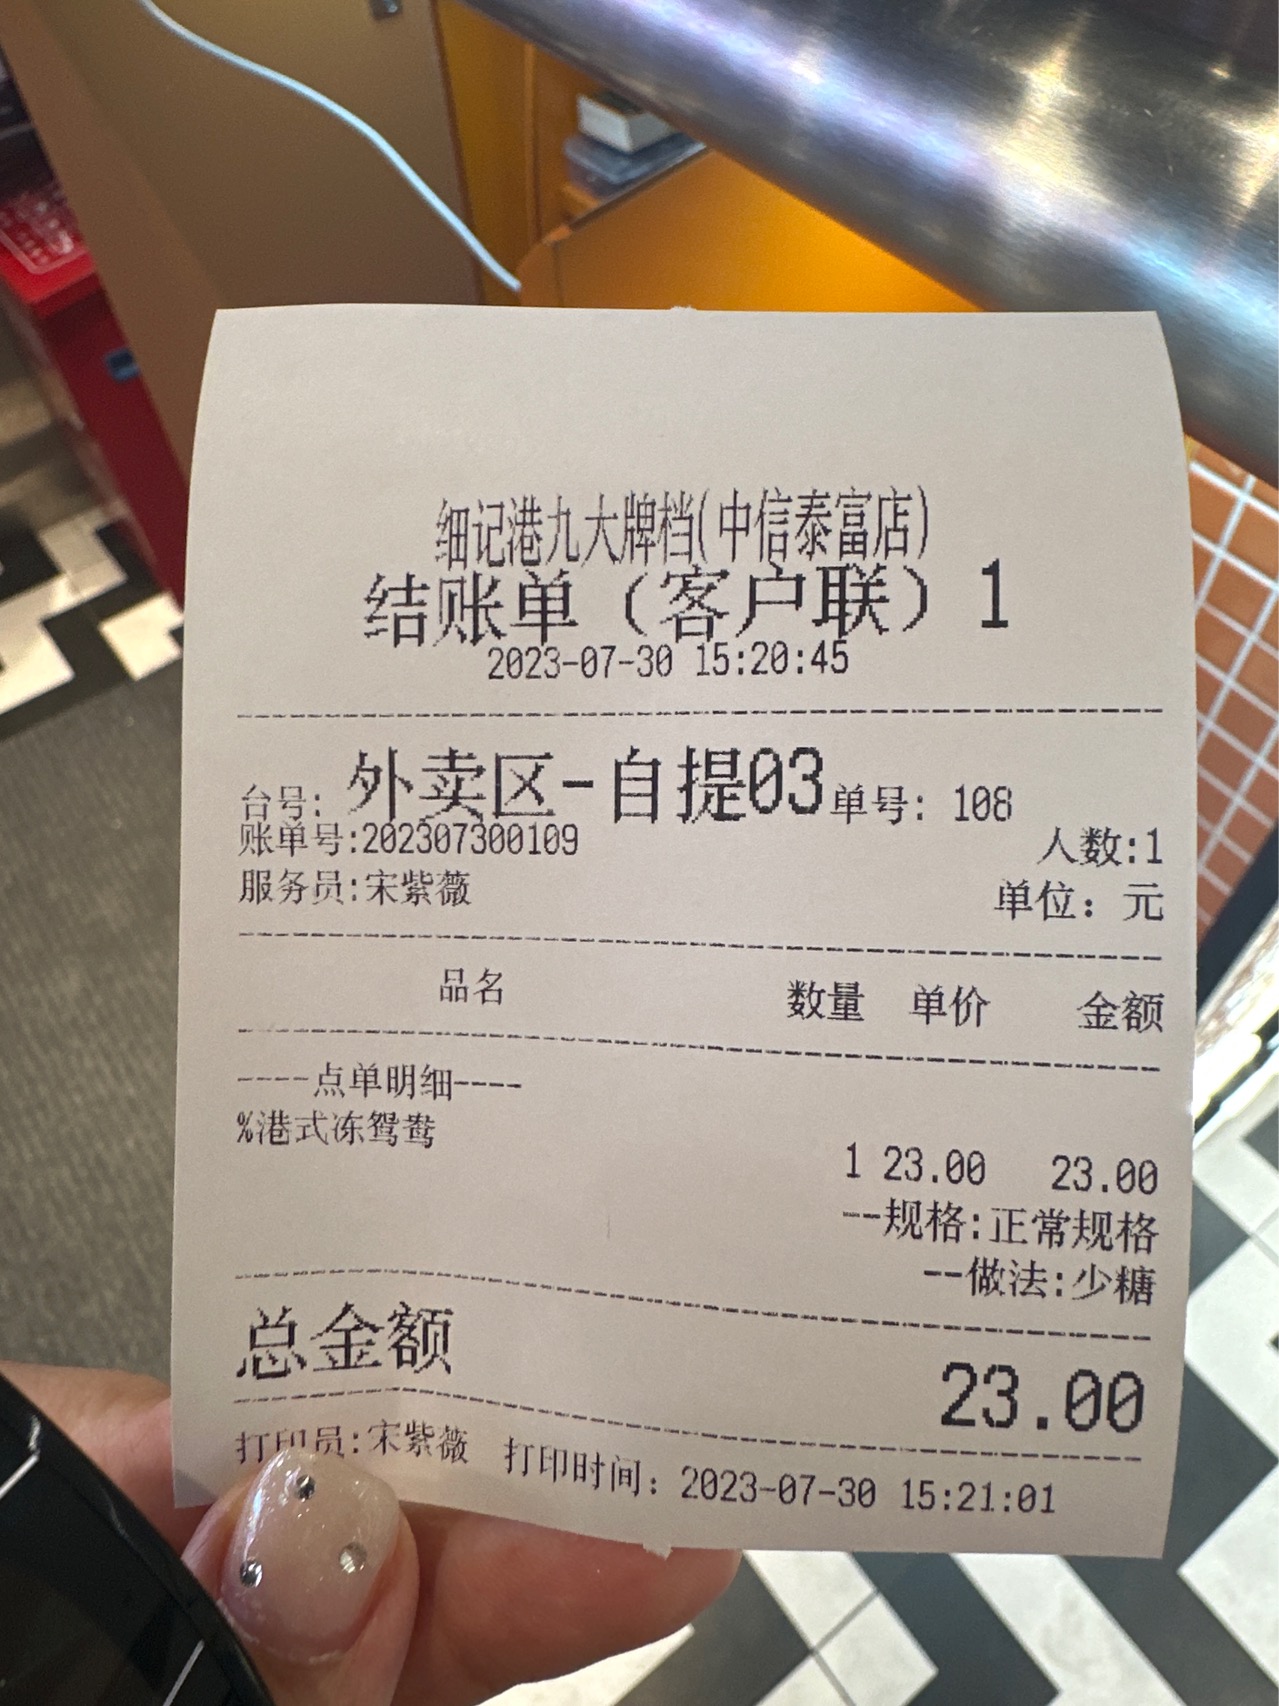 细记港九大牌档(中信泰富店)
结账单（客户联）1
2023-07-30 15:20:45
台号: 外卖区-自提03 单号: 108
账单号:202307300109 人数:1
服务员:宋紫薇 单位: 元
品名 数量 单价 金额
----点单明细----
%港式冻鸳鸯
1 23.00 23.00
--规格:正常规格
--做法:少糖
总金额 23.00
打印员:宋紫薇 打印时间: 2023-07-30 15:21:01